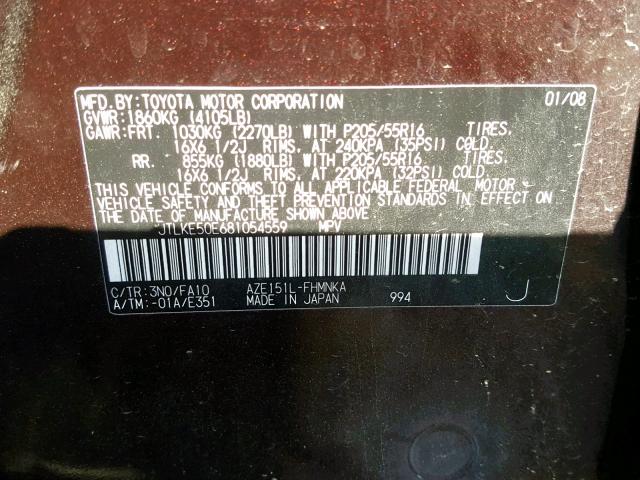 MFD. BY: TOYOTA MOTOR CORPORATION 01/08
GVWR: 1860KG (4105LB)
GAWR: FRT. 1030KG (2270LB) WITH P205/55R16 TIRES,
16X6 1/2J RIMS, AT 240KPA (35PSI) COLD.
RR. 855KG (1880LB) WITH P205/55R16 TIRES,
16X6 1/2J RIMS, AT 220KPA (32PSI) COLD.
THIS VEHICLE CONFORMS TO ALL APPLICABLE FEDERAL MOTOR
VEHICLE SAFETY AND THEFT PREVENTION STANDARDS IN EFFECT ON
THE DATE OF MANUFACTURE SHOWN ABOVE.
JTLKE50E681054559 MPV
C/TR: 3N0/FA10 AZE151L-FHMNKA
A/TM: -01A/E351 MADE IN JAPAN 994 J